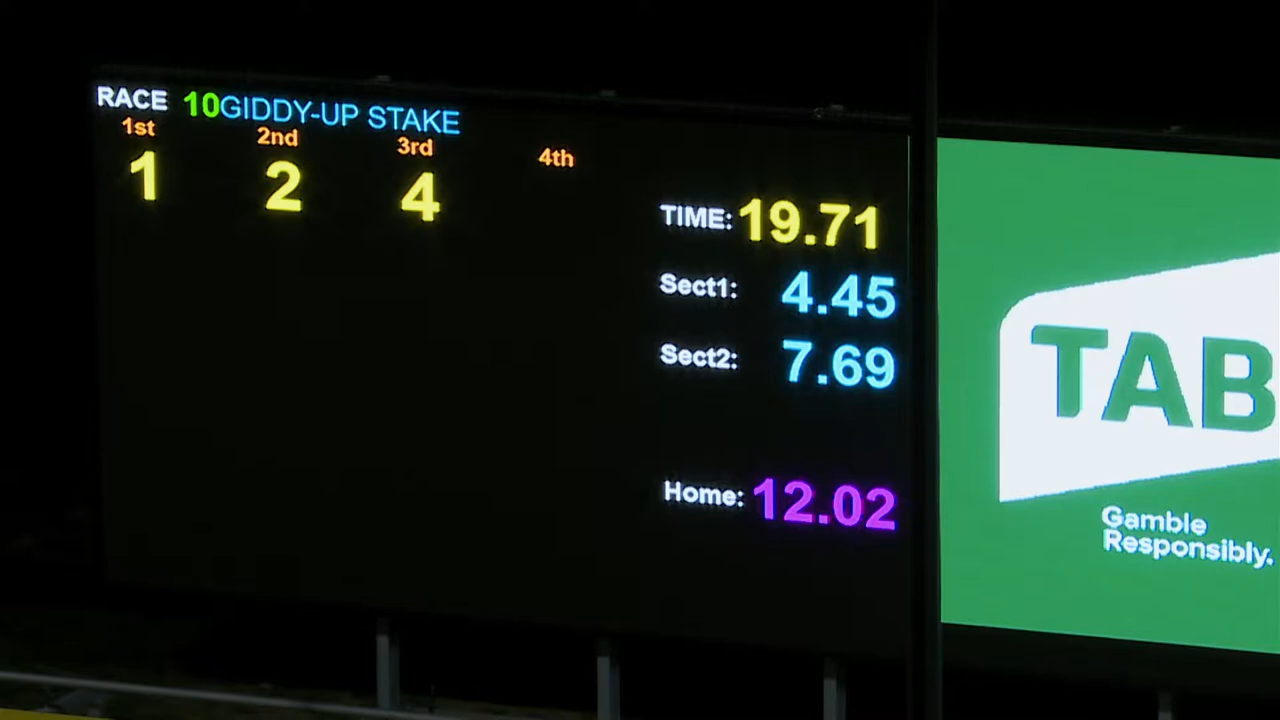 RACE 10GIDDY-UP STAKE
1st 2nd 3rd 4th
1 2 4
TIME: 19.71
Sect1: 4.45
Sect2: 7.69
Home: 12.02
TAB
Gamble
Responsibly.